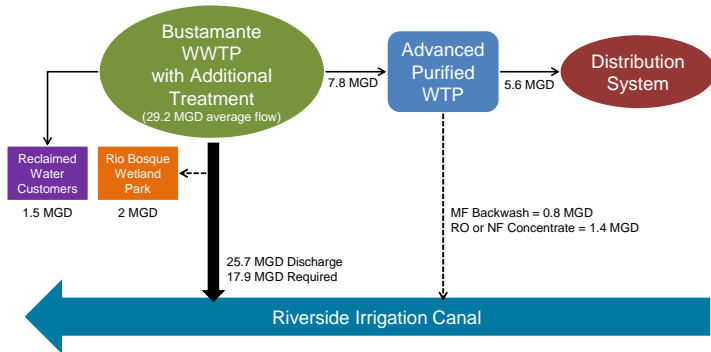 Bustamante
WWTP
with Additional
Treatment
(29.2 MGD average flow)
7.8 MGD
Advanced
Purified
WTP
5.6 MGD
Distribution
System
Reclaimed
Water
Customers
1.5 MGD
Rio Bosque
Wetland
Park
2 MGD
MF Backwash = 0.8 MGD
RO or NF Concentrate = 1.4 MGD
25.7 MGD Discharge
17.9 MGD Required
Riverside Irrigation Canal